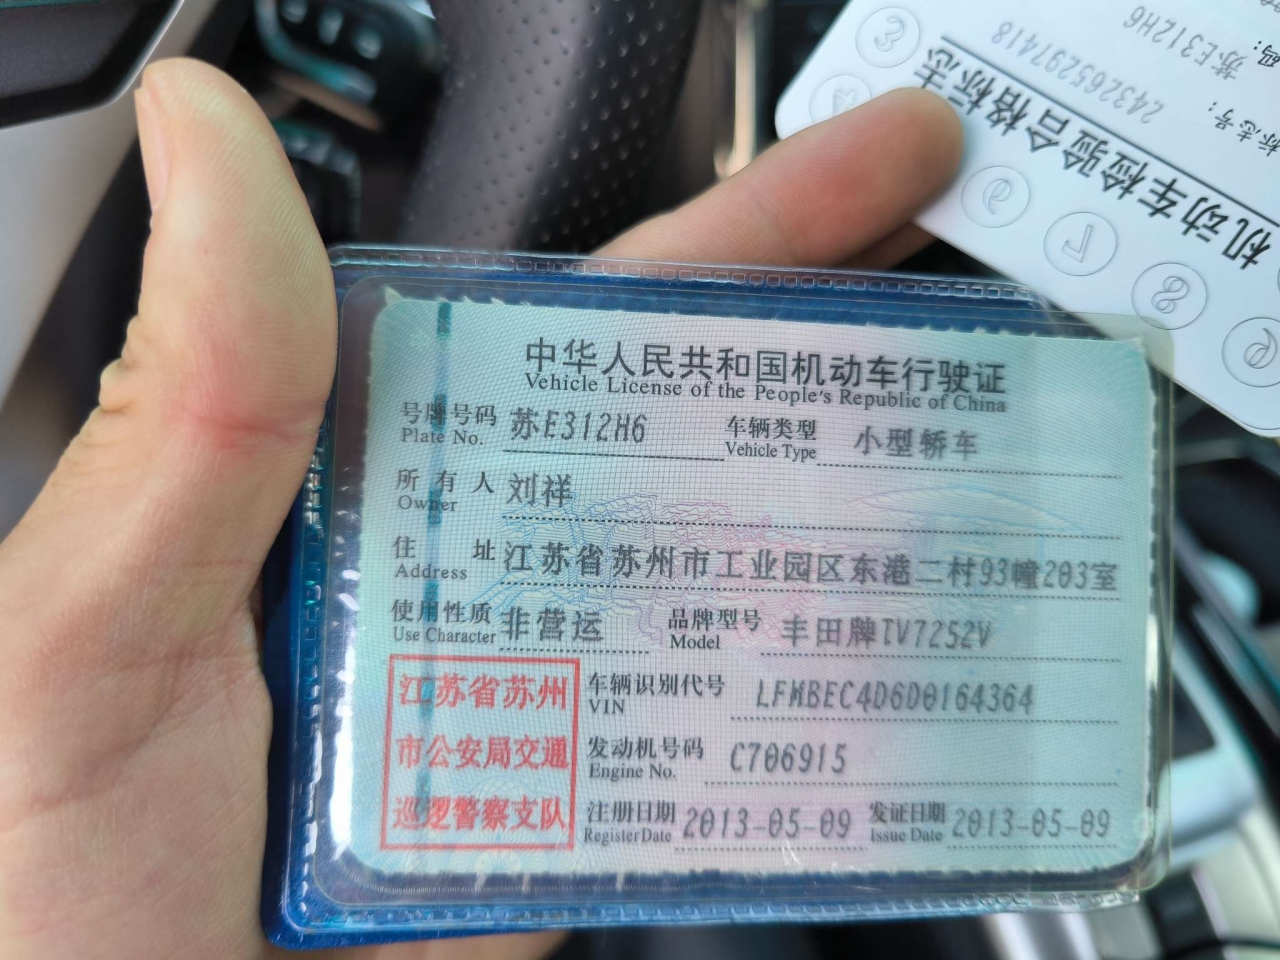 中华人民共和国机动车行驶证
Vehicle License of the People's Republic of China
号牌号码 苏E312H6 车辆类型 小型轿车
Plate No. Vehicle Type
所有人 刘祥
Owner
住址 江苏省苏州市工业园区东港二村93幢203室
Address
使用性质 非营运 品牌型号 丰田牌TV7252V
Use Character Model
江苏省苏州
市公安局交通
巡逻警察支队
车辆识别代号 LFMBEC4D6D0164364
VIN
发动机号码 C706915
Engine No.
注册日期 2013-05-09 发证日期 2013-05-09
Register Date Issue Date
机动车检验合格标志
标志号: 243265297418
码: 苏E312H6
3
4
6
7
8
9